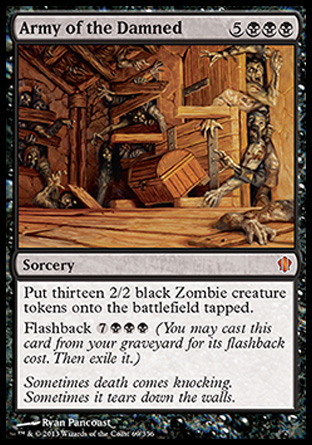 Army of the Damned 5
Sorcery
Put thirteen 2/2 black Zombie creature
tokens onto the battlefield tapped.
Flashback 7 (You may cast this
card from your graveyard for its flashback
cost. Then exile it.)
Sometimes death comes knocking.
Sometimes it tears down the walls.
Ryan Pancoast
™ & © 2013 Wizards of the Coast 69/356